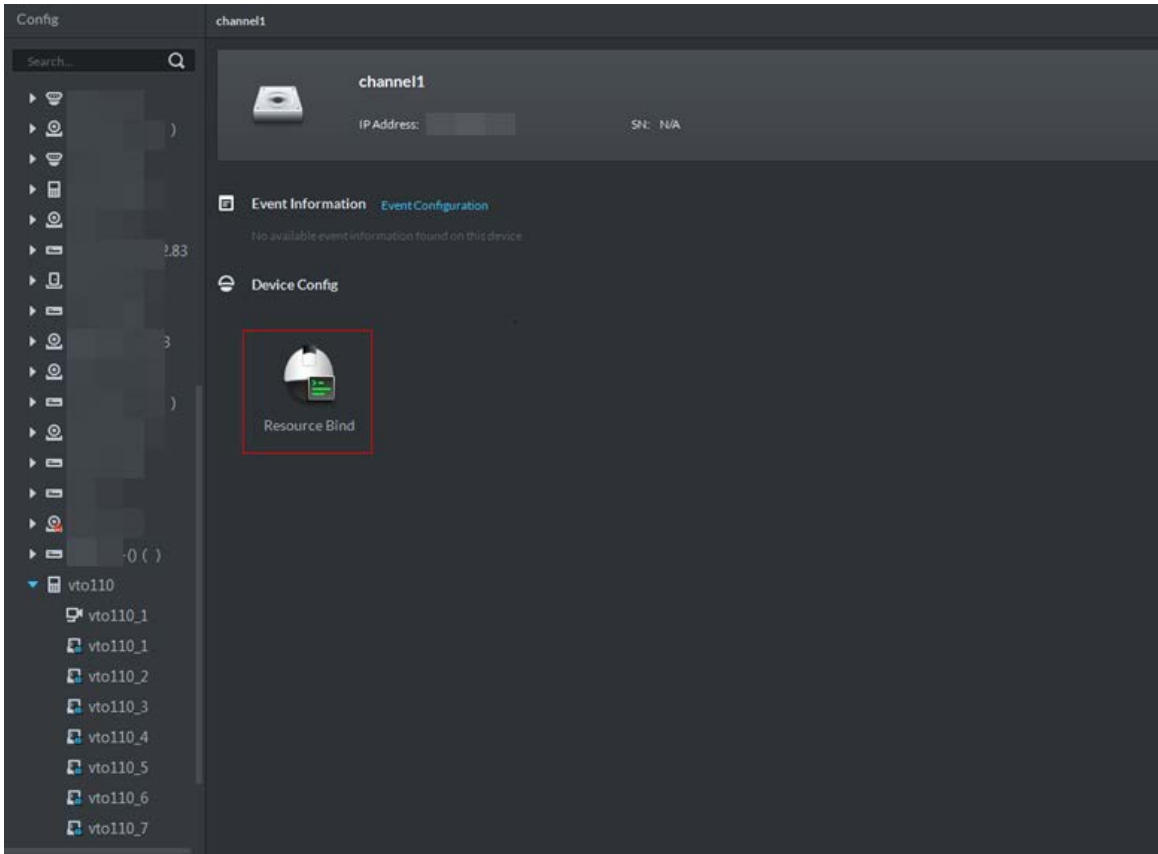 Config
channel1
Search...
channel1
IP Address:
SN: N/A
)
Event Information Event Configuration
No available event information found on this device
2.83
Device Config
3
)
Resource Bind
-0 ( )
vto110
vto110_1
vto110_1
vto110_2
vto110_3
vto110_4
vto110_5
vto110_6
vto110_7